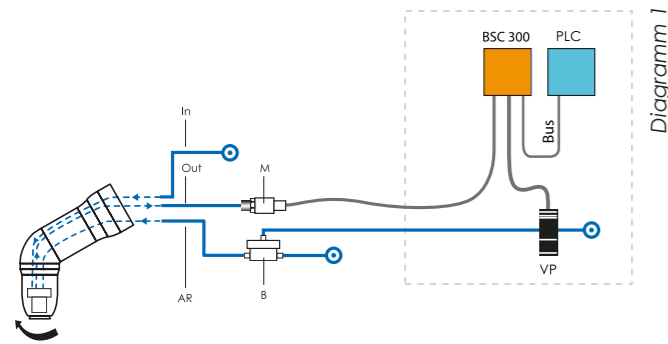 Diagramm 1
BSC 300
PLC
Bus
In
Out
M
AR
B
VP